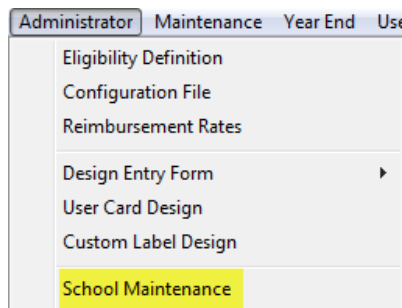 Administrator Maintenance Year End Use
Eligibility Definition
Configuration File
Reimbursement Rates
Design Entry Form
User Card Design
Custom Label Design
School Maintenance